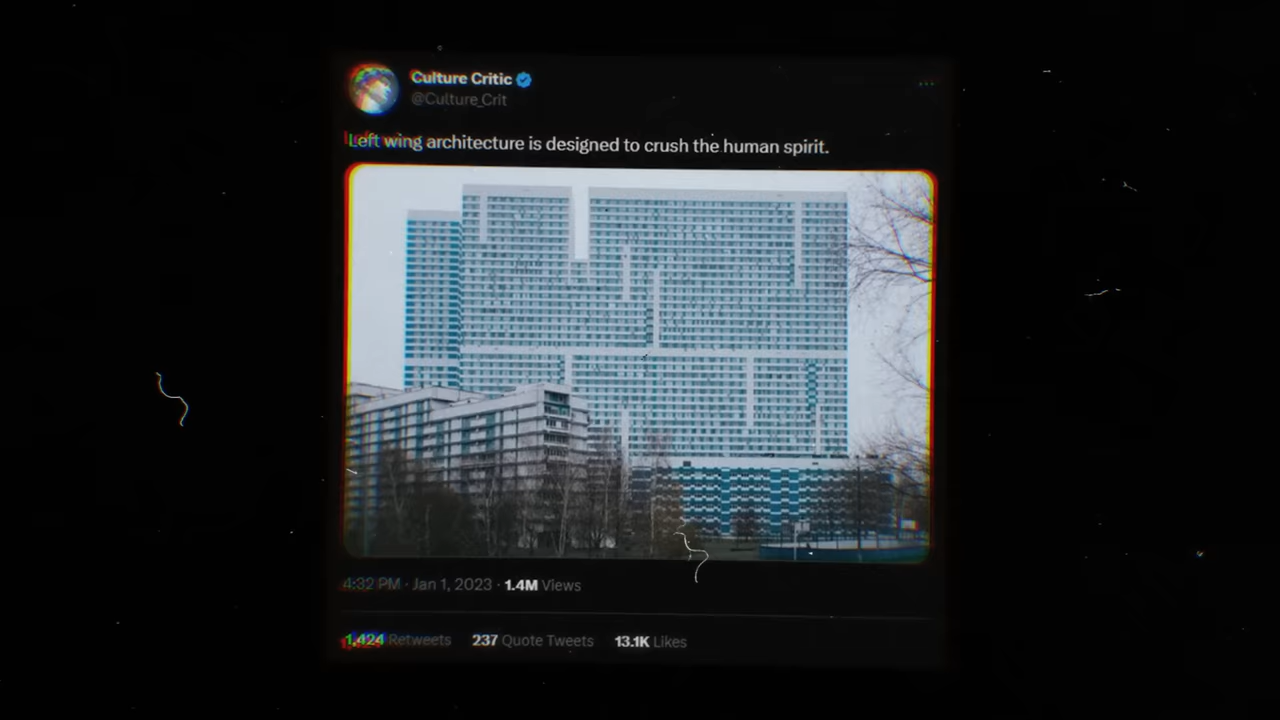 Culture Critic
@Culture_Crit
Left wing architecture is designed to crush the human spirit.
4:32 PM · Jan 1, 2023 · 1.4M Views
1,424 Retweets 237 Quote Tweets 13.1K Likes